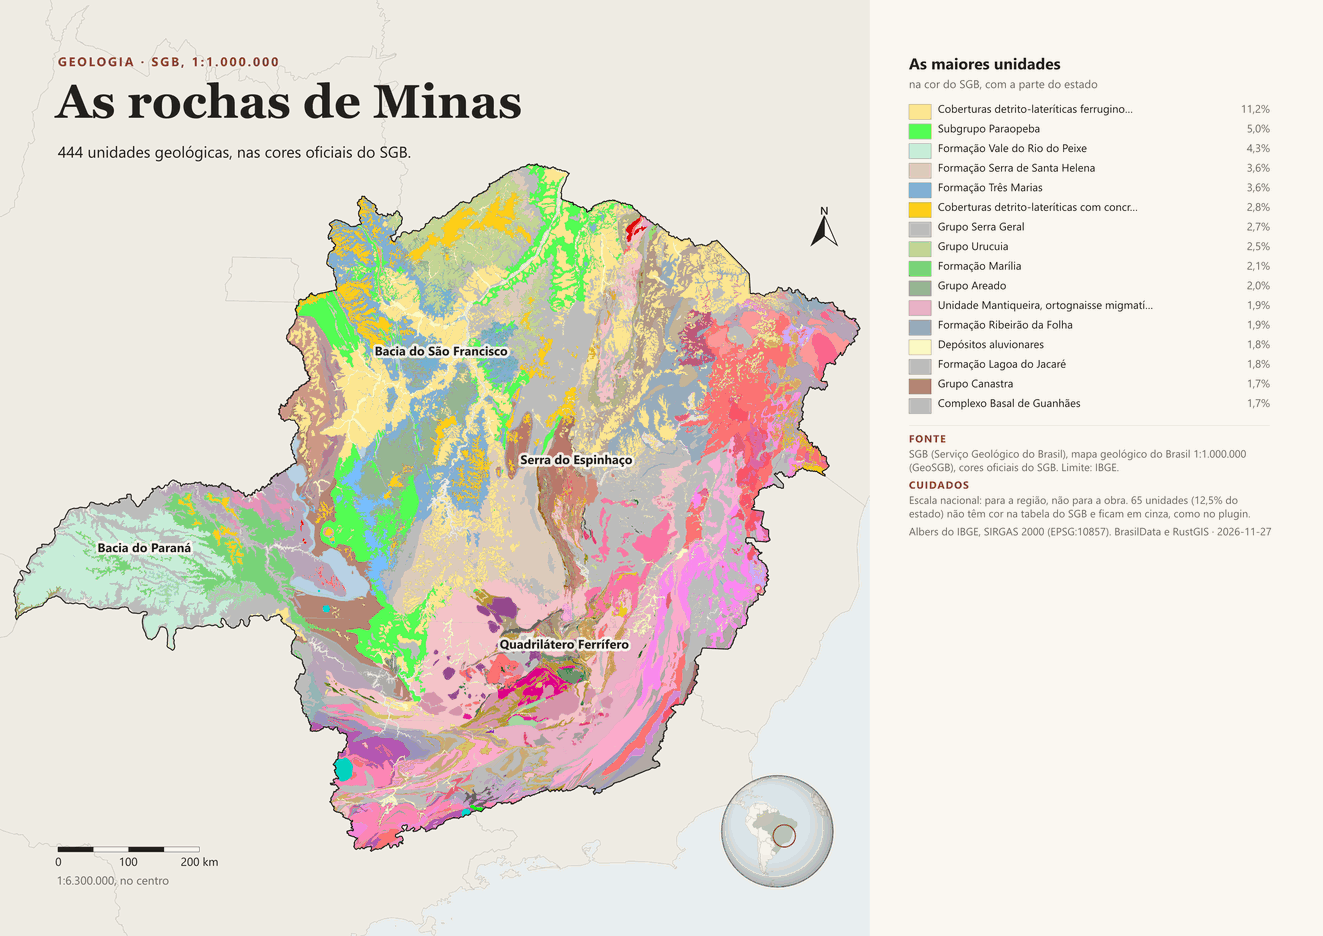 GEOLOGIA · SGB, 1:1.000.000
As rochas de Minas
444 unidades geológicas, nas cores oficiais do SGB.
N
Bacia do São Francisco
Serra do Espinhaço
Bacia do Paraná
Quadrilátero Ferrífero
0 100 200 km
1:6.300.000, no centro
As maiores unidades
na cor do SGB, com a parte do estado
Coberturas detrito-lateríticas ferrugino... 11,2%
Subgrupo Paraopeba 5,0%
Formação Vale do Rio do Peixe 4,3%
Formação Serra de Santa Helena 3,6%
Formação Três Marias 3,6%
Coberturas detrito-lateríticas com concr... 2,8%
Grupo Serra Geral 2,7%
Grupo Urucuia 2,5%
Formação Marília 2,1%
Grupo Areado 2,0%
Unidade Mantiqueira, ortognaisse migmatí... 1,9%
Formação Ribeirão da Folha 1,9%
Depósitos aluvionares 1,8%
Formação Lagoa do Jacaré 1,8%
Grupo Canastra 1,7%
Complexo Basal de Guanhães 1,7%
FONTE
SGB (Serviço Geológico do Brasil), mapa geológico do Brasil 1:1.000.000
(GeoSGB), cores oficiais do SGB. Limite: IBGE.
CUIDADOS
Escala nacional: para a região, não para a obra. 65 unidades (12,5% do
estado) não têm cor na tabela do SGB e ficam em cinza, como no plugin.
Albers do IBGE, SIRGAS 2000 (EPSG:10857). BrasilData e RustGIS · 2026-11-27